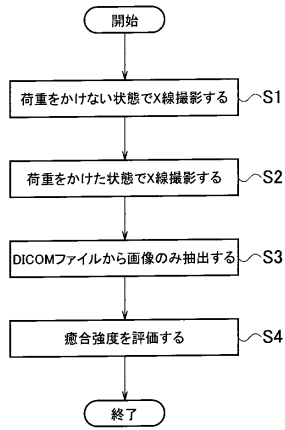 開始
荷重をかけない状態でX線撮影する S1
荷重をかけた状態でX線撮影する S2
DICOMファイルから画像のみ抽出する S3
癒合強度を評価する S4
終了